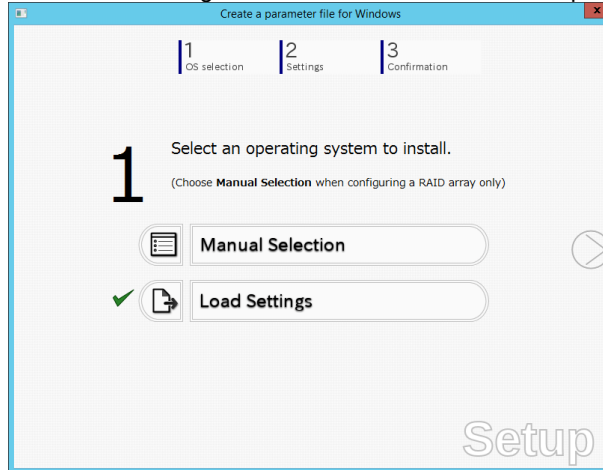 Create a parameter file for Windows
x
1
OS selection
2
Settings
3
Confirmation
1
Select an operating system to install.
(Choose Manual Selection when configuring a RAID array only)
Manual Selection
Load Settings
Setup